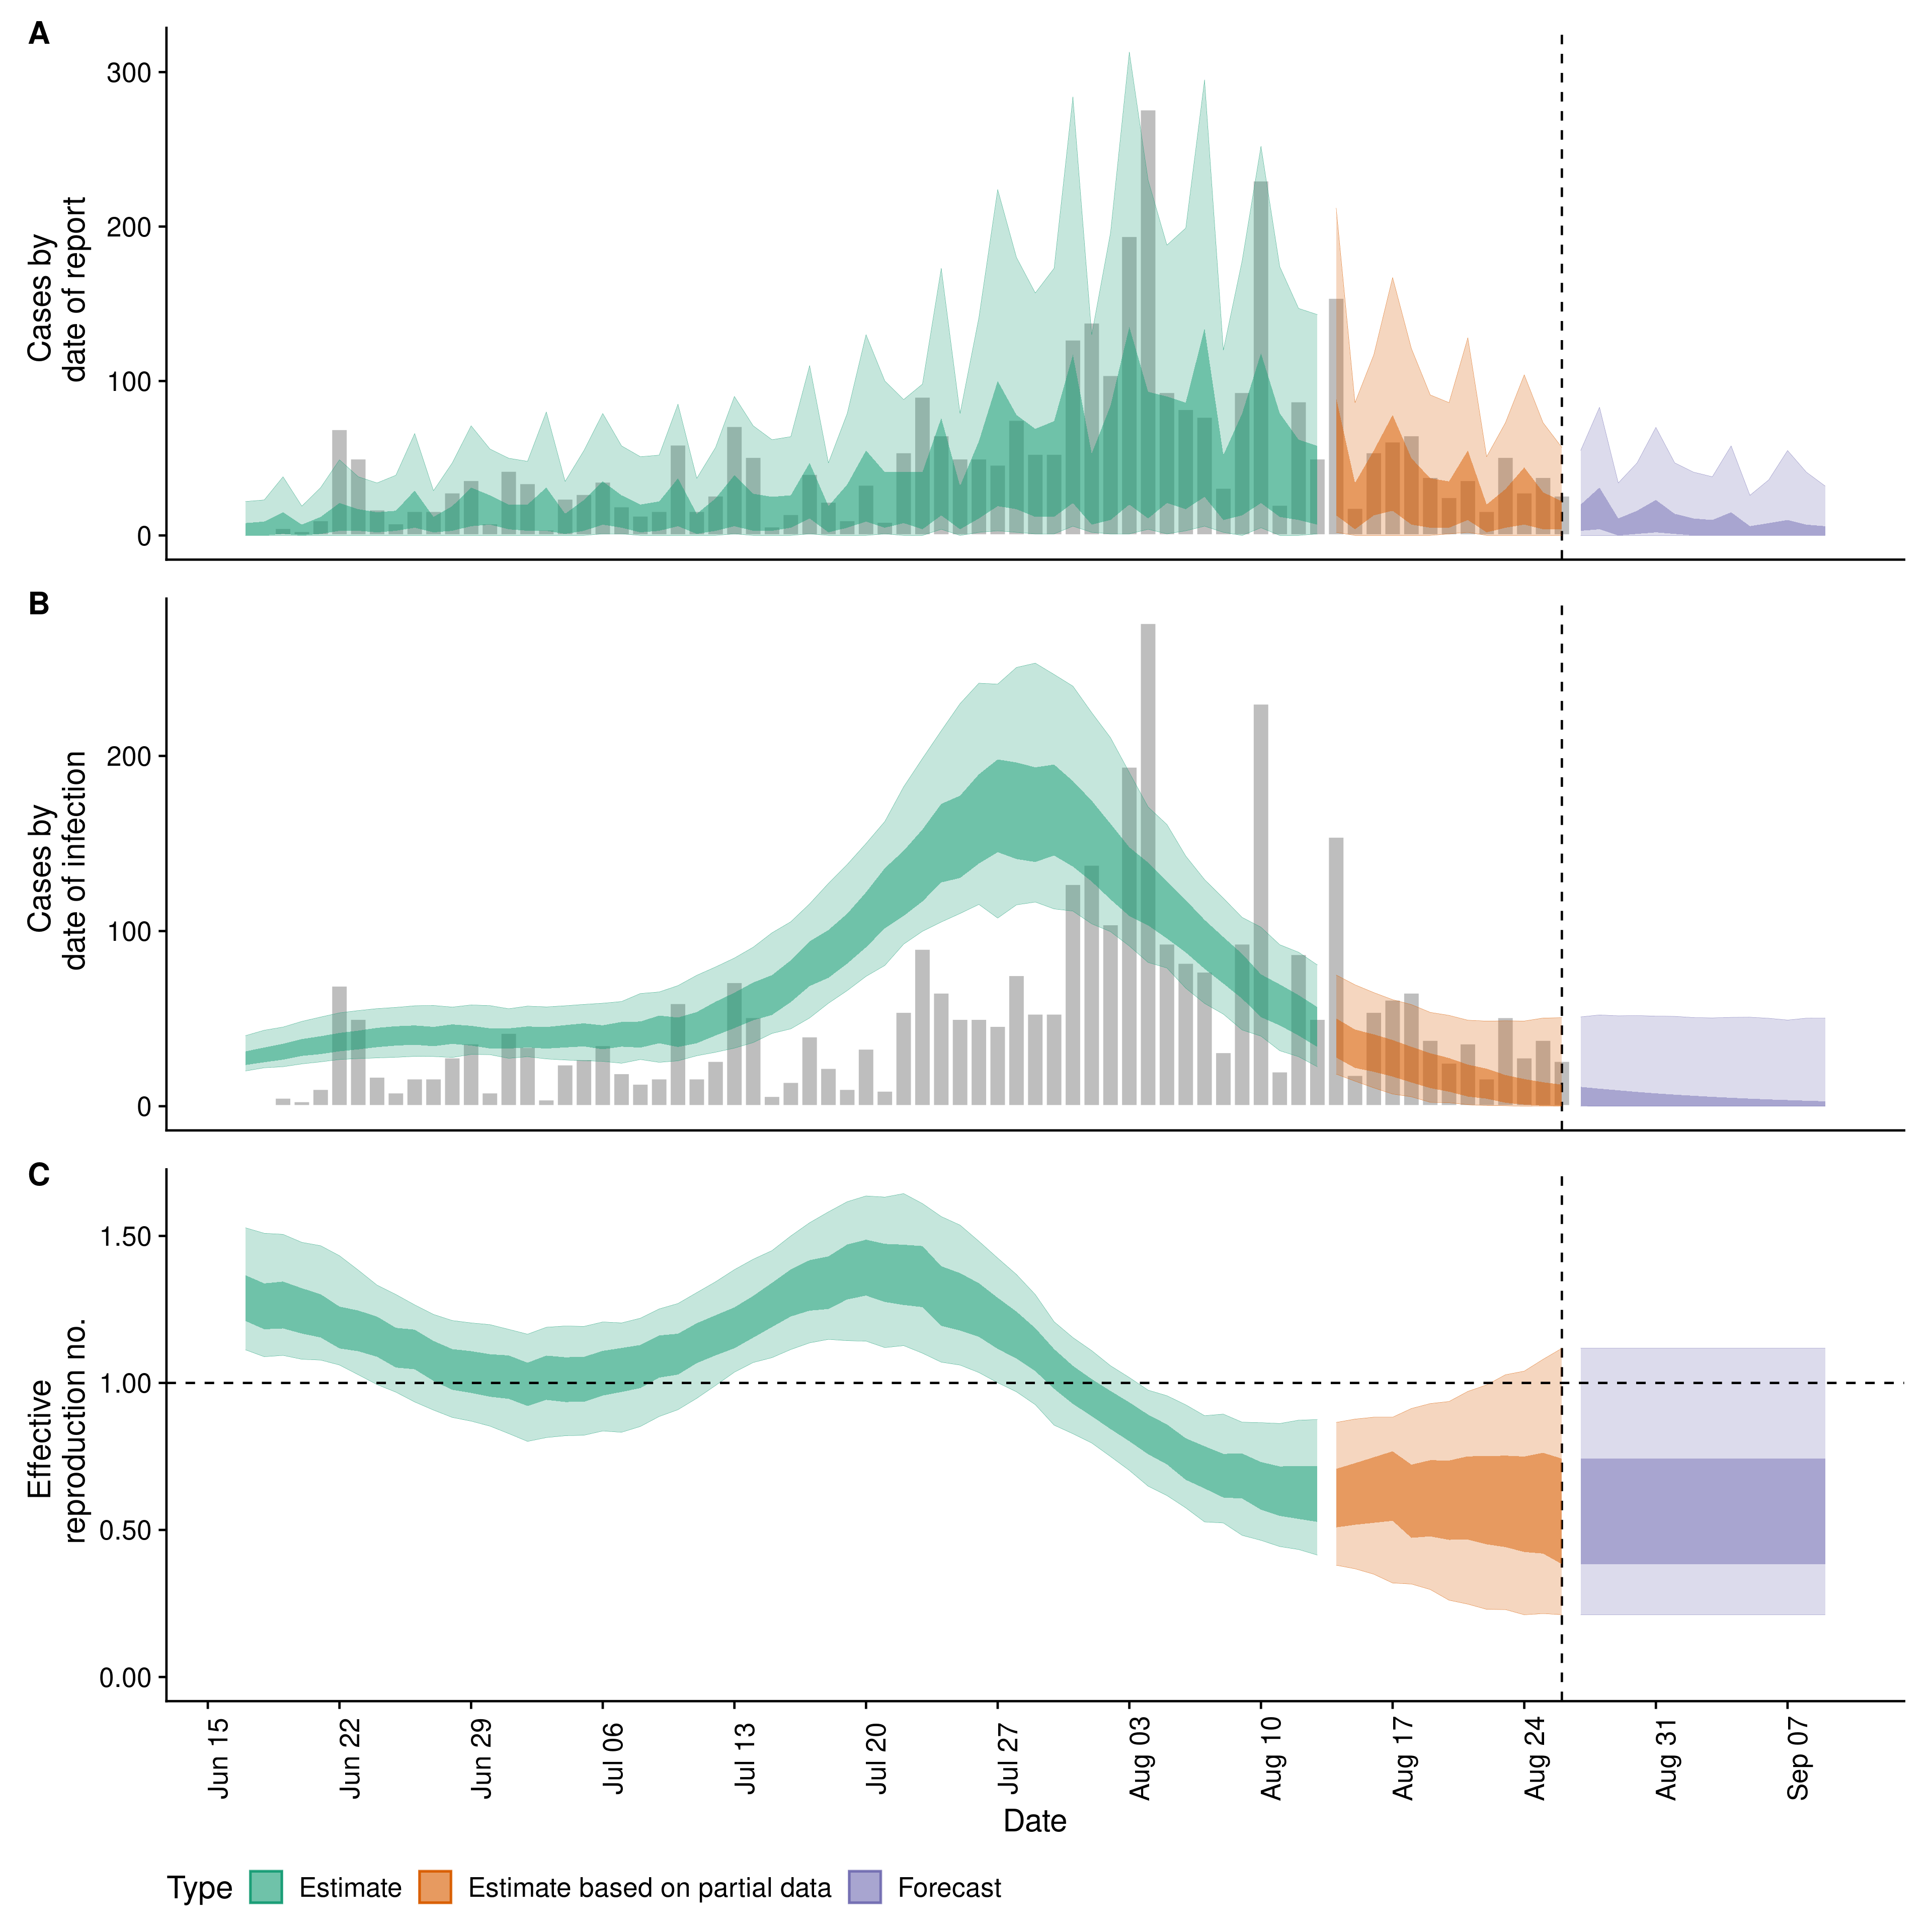 A
Cases by
date of report
300
200
100
0
B
Cases by
date of infection
200
100
0
C
Effective
reproduction no.
1.50
1.00
0.50
0.00
Jun 15
Jun 22
Jun 29
Jul 06
Jul 13
Jul 20
Jul 27
Aug 03
Aug 10
Aug 17
Aug 24
Aug 31
Sep 07
Date
Type Estimate Estimate based on partial data Forecast